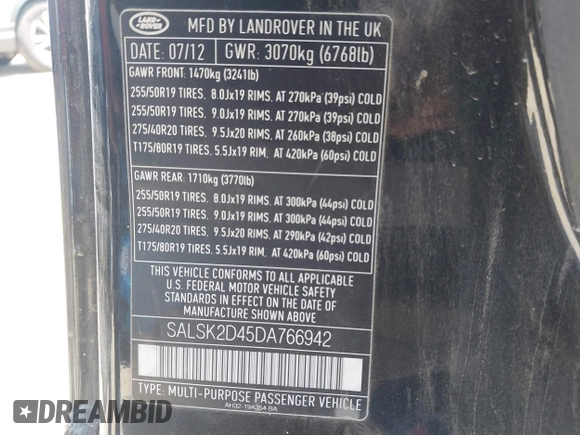 LAND
ROVER
MFD BY LANDROVER IN THE UK
DATE: 07/12 GWR: 3070kg (6768lb)
GAWR FRONT: 1470kg (3241lb)
255/50R19 TIRES. 8.0Jx19 RIMS. AT 270kPa (39psi) COLD
255/50R19 TIRES. 9.0Jx19 RIMS. AT 270kPa (39psi) COLD
275/40R20 TIRES. 9.5Jx20 RIMS. AT 260kPa (38psi) COLD
T175/80R19 TIRES. 5.5Jx19 RIM. AT 420kPa (60psi) COLD
GAWR REAR: 1710kg (3770lb)
255/50R19 TIRES. 8.0Jx19 RIMS. AT 300kPa (44psi) COLD
255/50R19 TIRES. 9.0Jx19 RIMS. AT 300kPa (44psi) COLD
275/40R20 TIRES. 9.5Jx20 RIMS. AT 290kPa (42psi) COLD
T175/80R19 TIRES. 5.5Jx19 RIM. AT 420kPa (60psi) COLD
THIS VEHICLE CONFORMS TO ALL APPLICABLE
U.S. FEDERAL MOTOR VEHICLE SAFETY
STANDARDS IN EFFECT ON THE DATE OF
MANUFACTURE SHOWN ABOVE.
SALSK2D45DA766942
TYPE: MULTI-PURPOSE PASSENGER VEHICLE
AH32-19A354-BA
DREAMBID